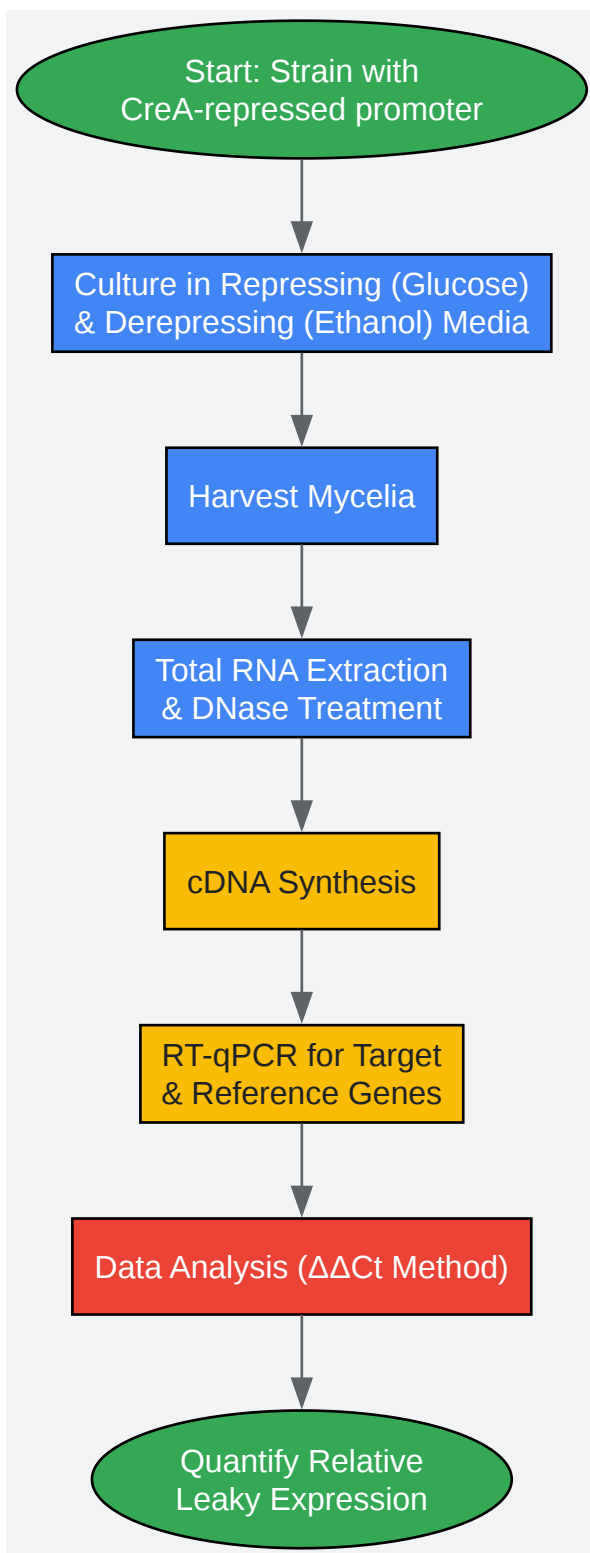 Start: Strain with
CreA-repressed promoter
Culture in Repressing (Glucose)
& Derepressing (Ethanol) Media
Harvest Mycelia
Total RNA Extraction
& DNase Treatment
cDNA Synthesis
RT-qPCR for Target
& Reference Genes
Data Analysis (ΔΔCt Method)
Quantify Relative
Leaky Expression